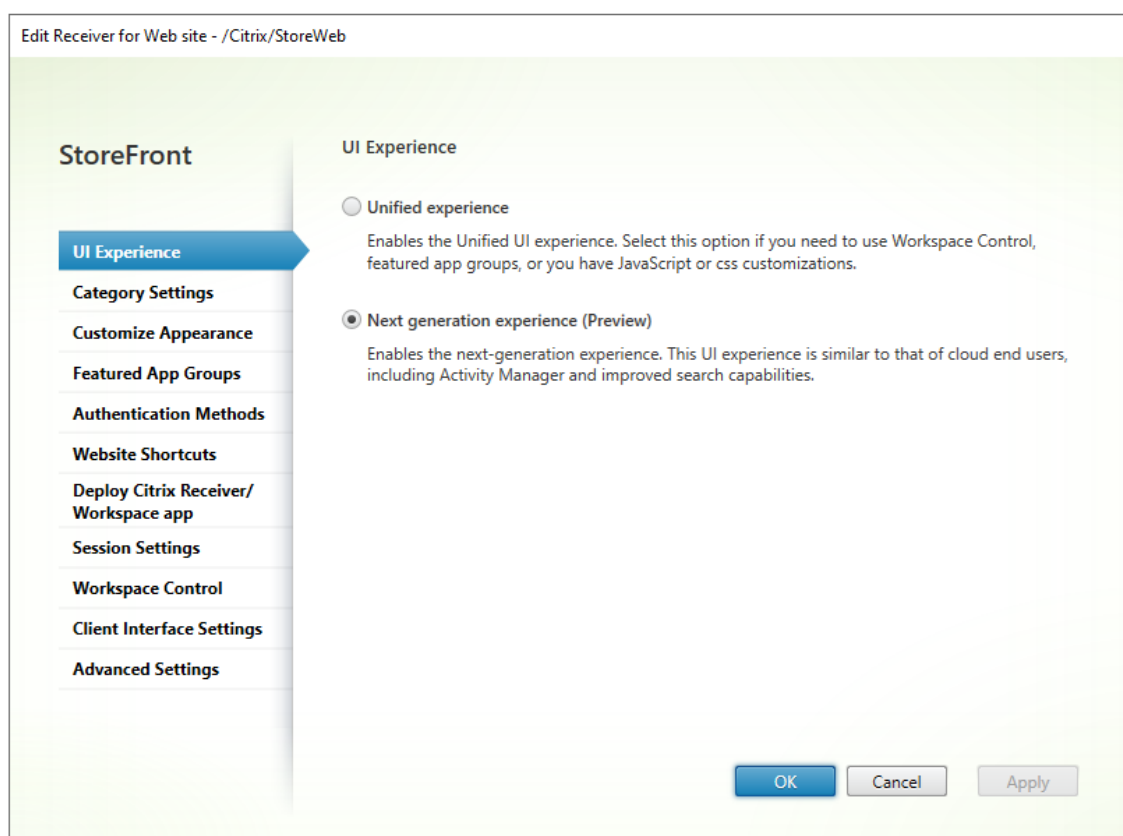 Edit Receiver for Web site - /Citrix/StoreWeb
StoreFront
UI Experience
Category Settings
Customize Appearance
Featured App Groups
Authentication Methods
Website Shortcuts
Deploy Citrix Receiver/
Workspace app
Session Settings
Workspace Control
Client Interface Settings
Advanced Settings
UI Experience
Unified experience
Enables the Unified UI experience. Select this option if you need to use Workspace Control,
featured app groups, or you have JavaScript or css customizations.
Next generation experience (Preview)
Enables the next-generation experience. This UI experience is similar to that of cloud end users,
including Activity Manager and improved search capabilities.
OK
Cancel
Apply